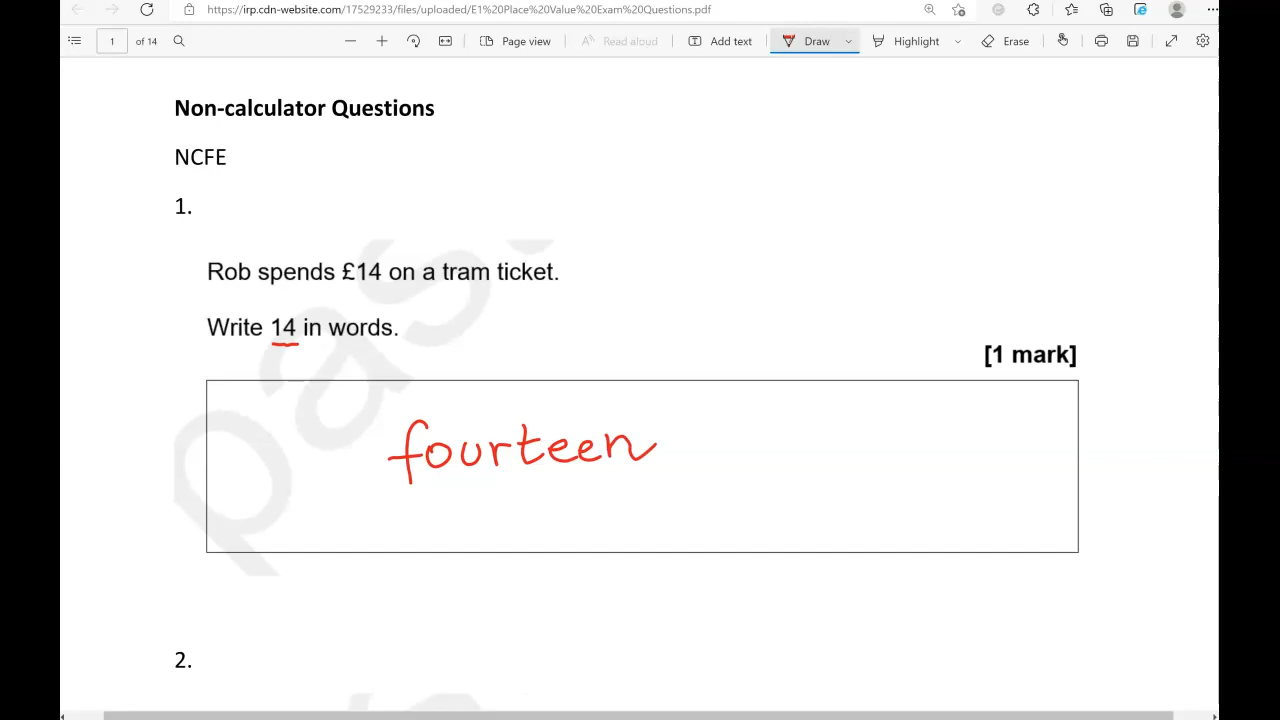 https://irp.cdn-website.com/17529233/files/uploaded/E1%20Place%20Value%20Exam%20Questions.pdf
1 of 14 Page view Read aloud Add text Draw Highlight Erase
Non-calculator Questions
NCFE
1.
Rob spends £14 on a tram ticket.
Write 14 in words.
[1 mark]
fourteen
2.